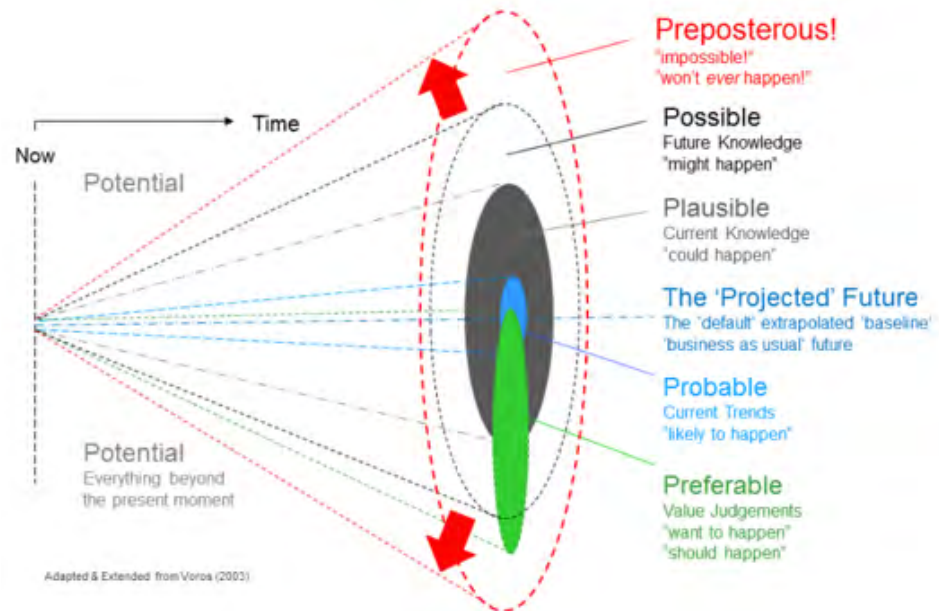 Preposterous!
"impossible!"
"won't ever happen!"
Time
Now
Potential
Possible
Future Knowledge
"might happen"
Plausible
Current Knowledge
"could happen"
The 'Projected' Future
The 'default' extrapolated 'baseline'
'business as usual' future
Probable
Current Trends
"likely to happen"
Potential
Everything beyond
the present moment
Preferable
Value Judgements
"want to happen"
"should happen"
Adapted & Extended from Voros (2003)